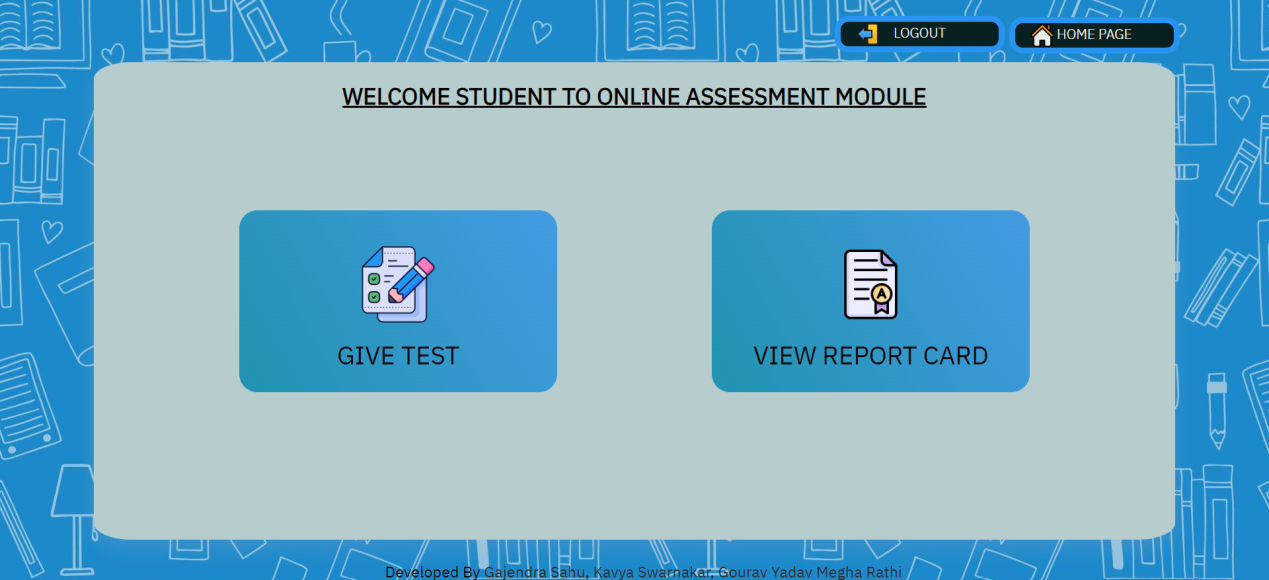 LOGOUT
HOME PAGE
WELCOME STUDENT TO ONLINE ASSESSMENT MODULE
A
GIVE TEST
VIEW REPORT CARD
Developed By Gajendra Sahu, Kavya Swarnakar, Gourav Yadav Megha Rathi